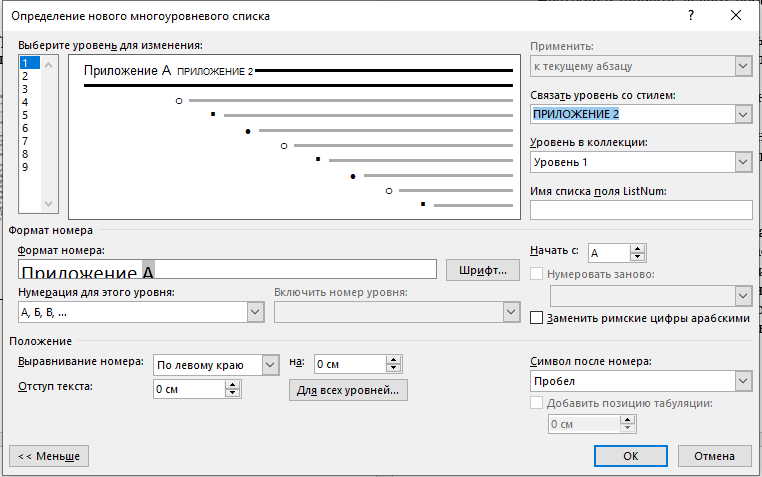 Определение нового многоуровневого списка
Выберите уровень для изменения:
1
2
3
4
5
6
7
8
9
Приложение А ПРИЛОЖЕНИЕ 2
Применить:
к текущему абзацу
Связать уровень со стилем:
ПРИЛОЖЕНИЕ 2
Уровень в коллекции:
Уровень 1
Имя списка поля ListNum:
Формат номера
Формат номера:
Приложение А
Шрифт...
Начать с: А
Нумеровать заново:
Нумерация для этого уровня:
А, Б, В, ...
Включить номер уровня:
Заменить римские цифры арабскими
Положение
Выравнивание номера: По левому краю на: 0 см
Отступ текста: 0 см Для всех уровней...
Символ после номера:
Пробел
Добавить позицию табуляции:
0 см
<< Меньше
ОК
Отмена